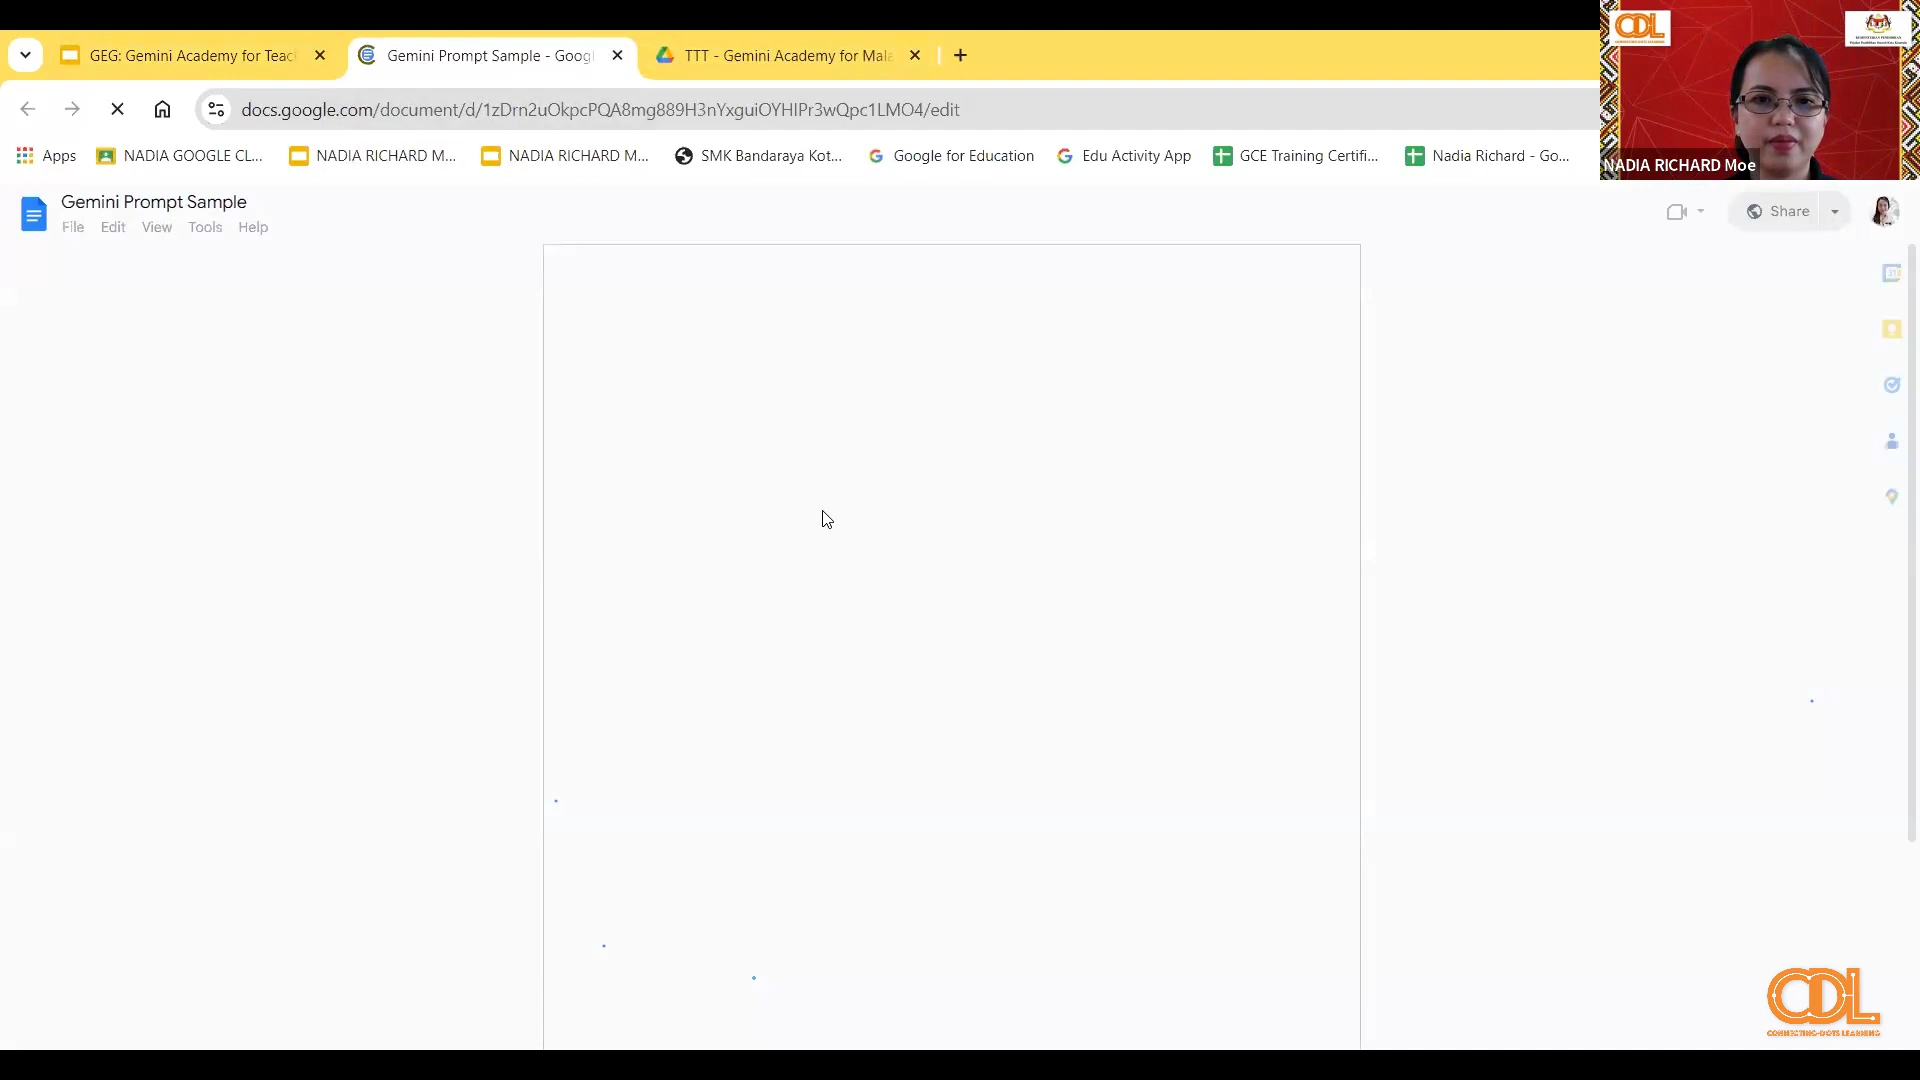 GEG: Gemini Academy for Teac
Gemini Prompt Sample - Googl
TTT - Gemini Academy for Mala
docs.google.com/document/d/1zDrn2uOkpcPQA8mg889H3nYxguiOYHIPr3wQpc1LMO4/edit
Apps
NADIA GOOGLE CL...
NADIA RICHARD M...
NADIA RICHARD M...
SMK Bandaraya Kot...
Google for Education
Edu Activity App
GCE Training Certifi...
Nadia Richard - Go...
CDL
NADIA RICHARD Moe
Gemini Prompt Sample
File Edit View Tools Help
Share
31
CDL
CONNECTING-DOTS LEARNING